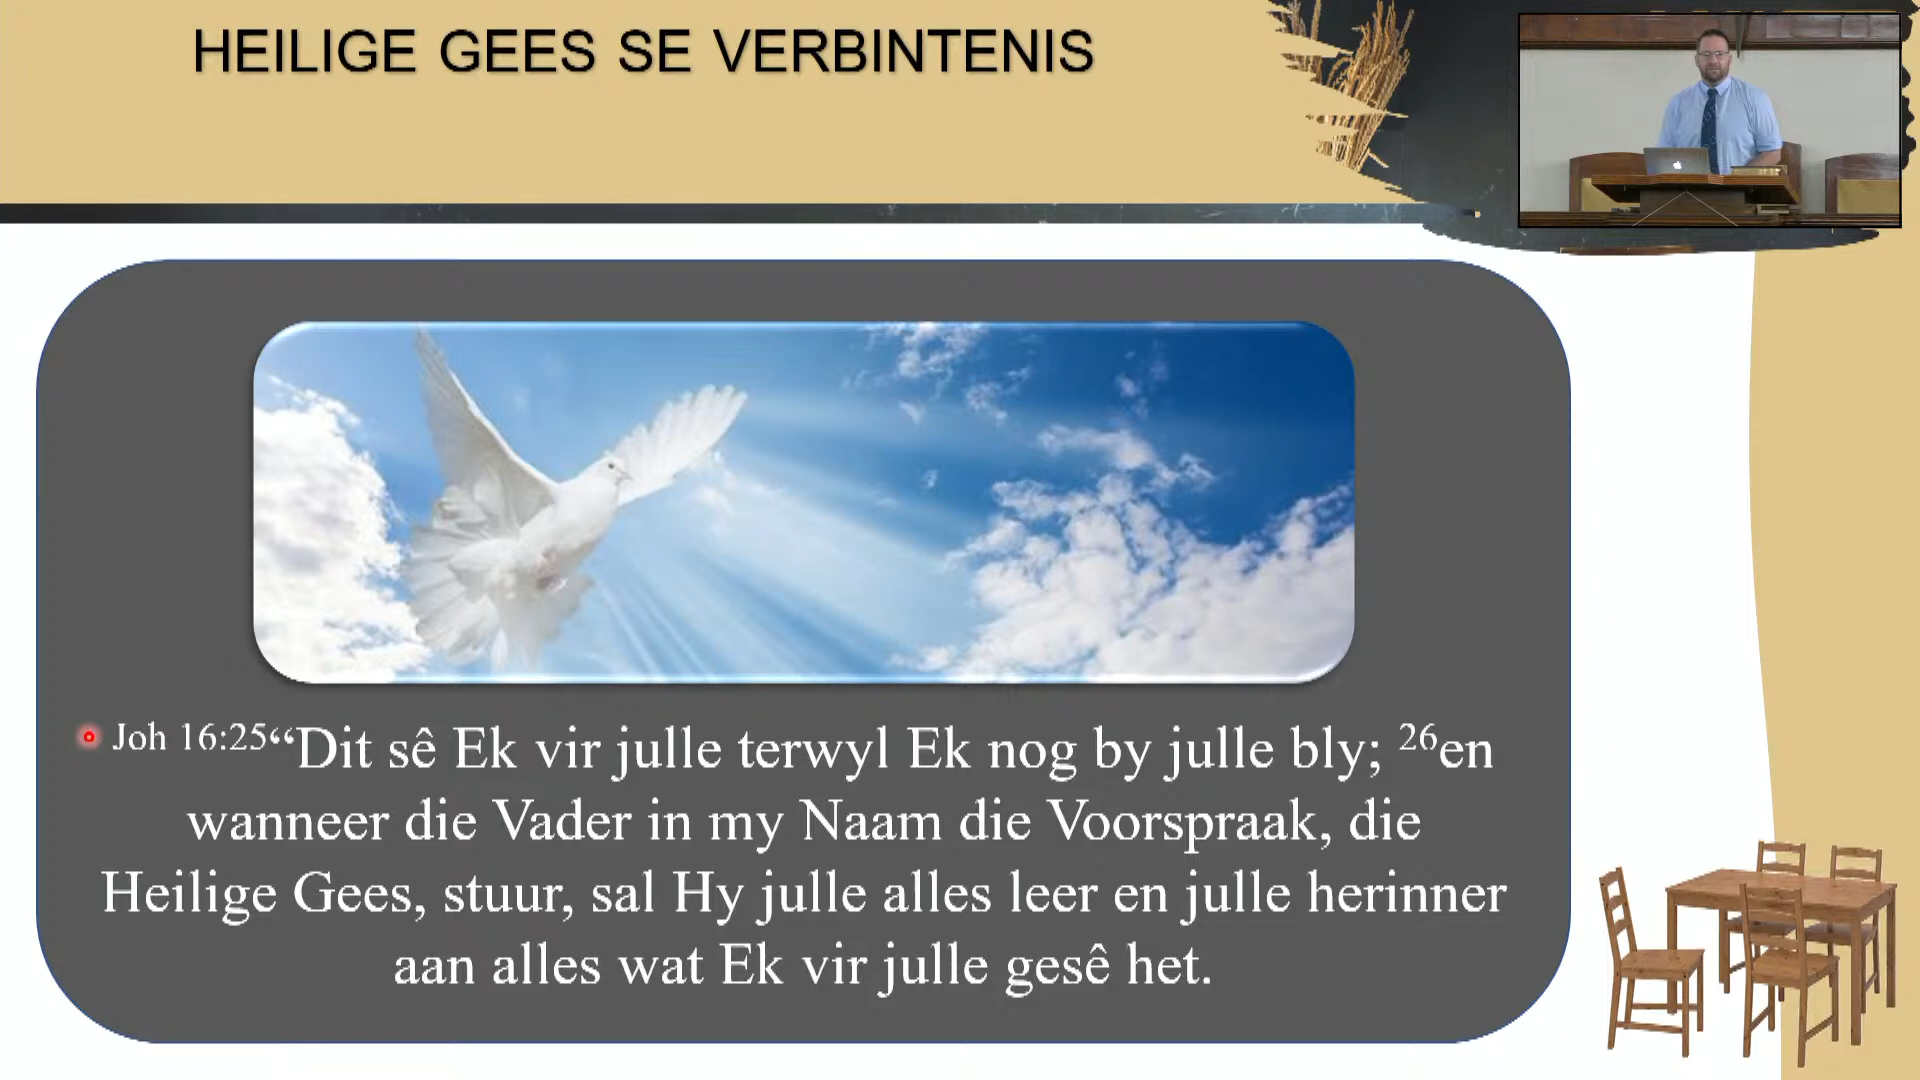 HEILIGE GEES SE VERBINTENIS
Joh 16:25“Dit sê Ek vir julle terwyl Ek nog by julle bly; 26en
wanneer die Vader in my Naam die Voorspraak, die
Heilige Gees, stuur, sal Hy julle alles leer en julle herinner
aan alles wat Ek vir julle gesê het.